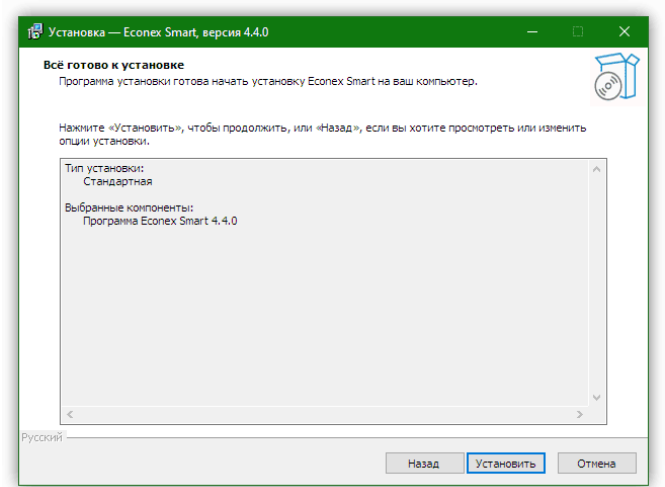 Установка — Econex Smart, версия 4.4.0
Всё готово к установке
Программа установки готова начать установку Econex Smart на ваш компьютер.
Нажмите «Установить», чтобы продолжить, или «Назад», если вы хотите просмотреть или изменить
опции установки.
Тип установки:
Стандартная
Выбранные компоненты:
Программа Econex Smart 4.4.0
Русский
Назад
Установить
Отмена